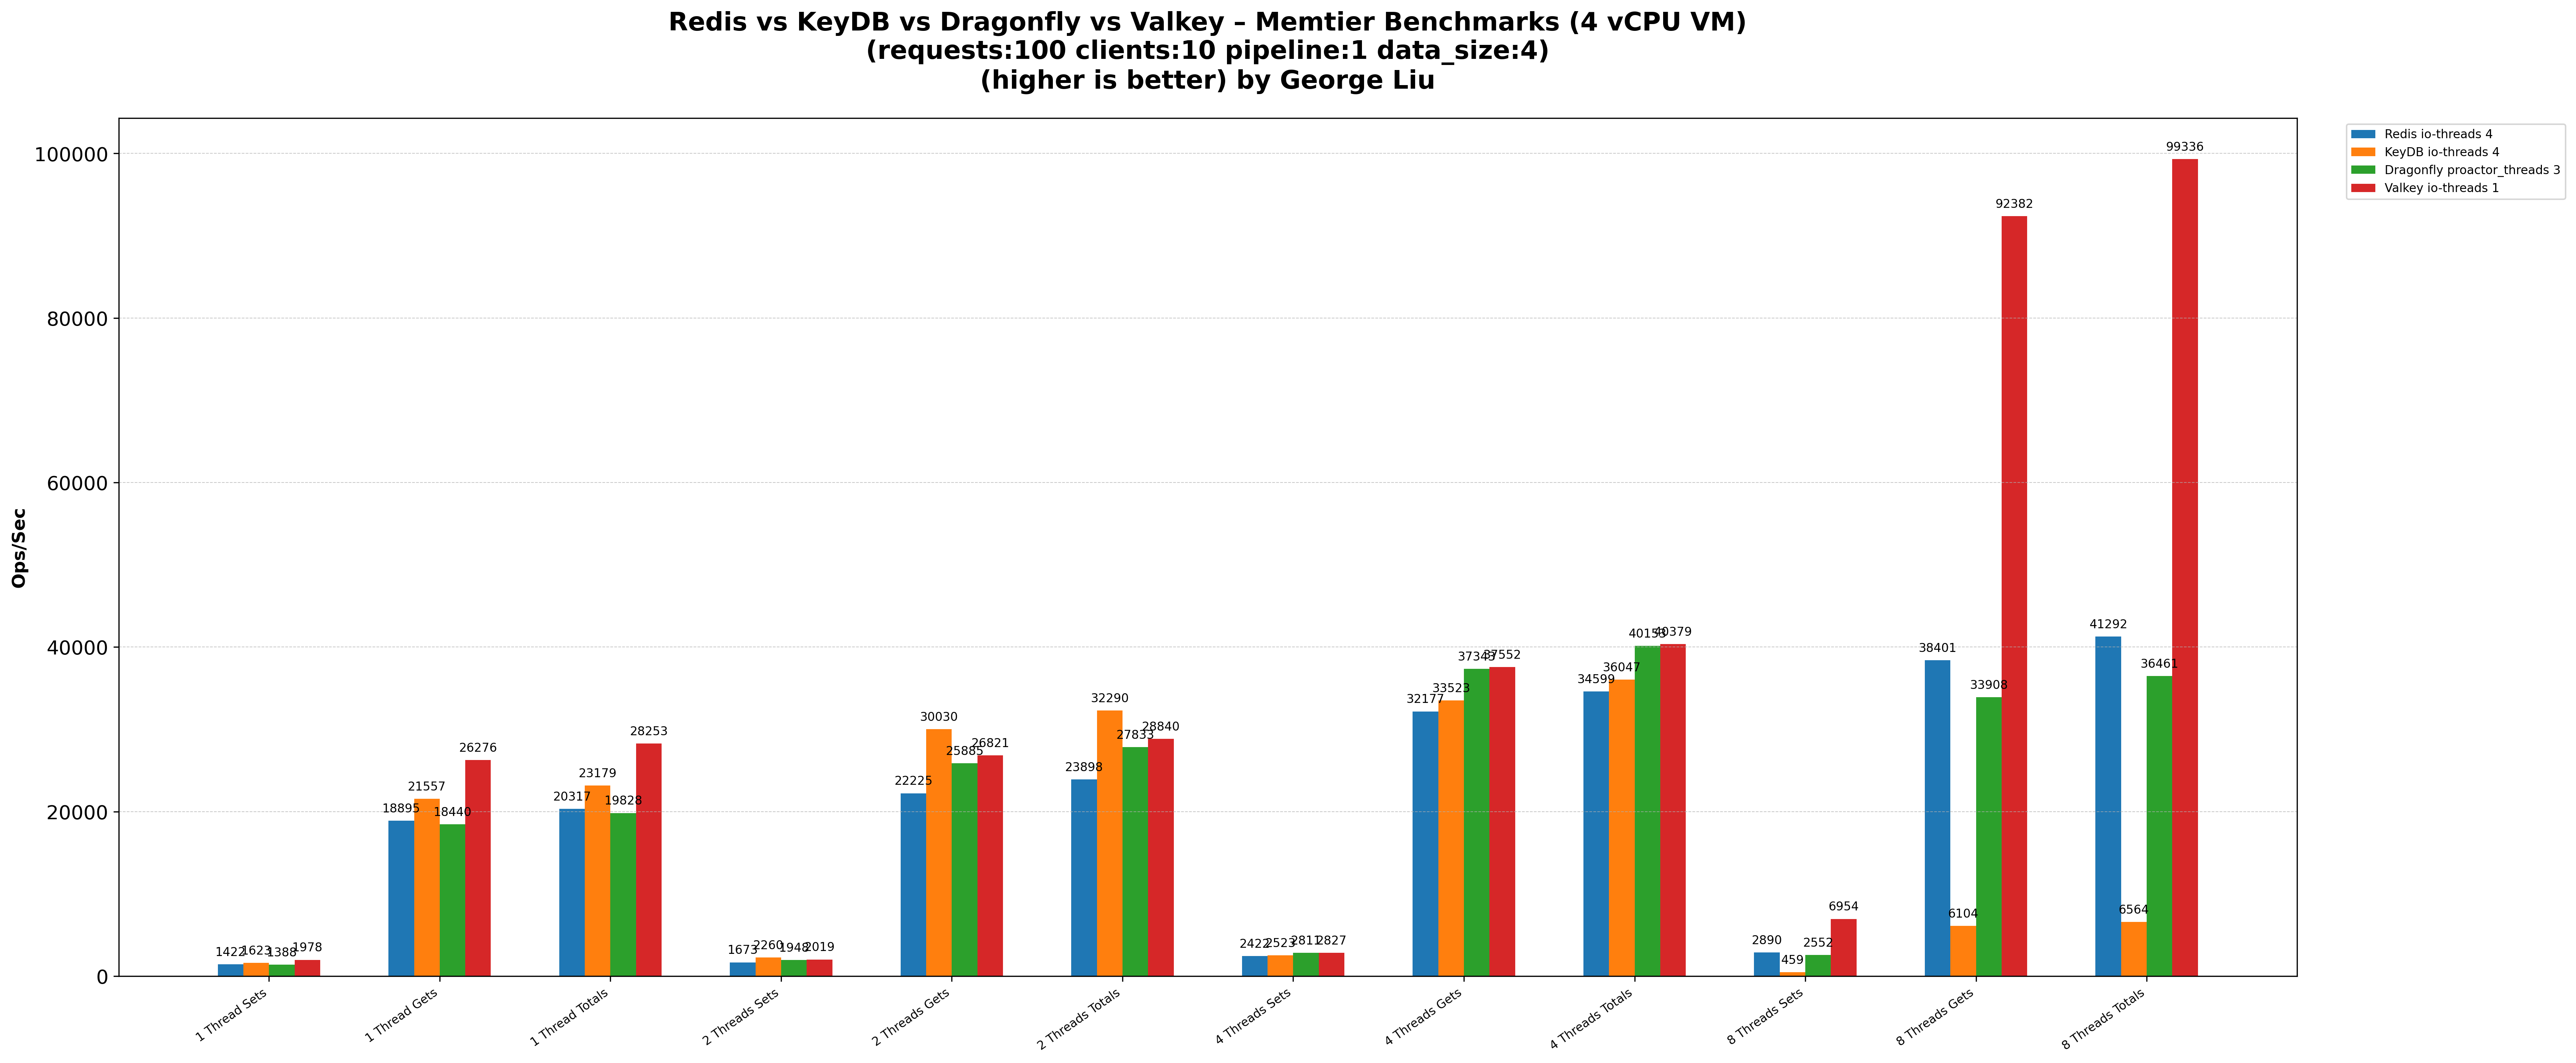 Redis vs KeyDB vs Dragonfly vs Valkey – Memtier Benchmarks (4 vCPU VM)
(requests:100 clients:10 pipeline:1 data_size:4)
(higher is better) by George Liu
Redis io-threads 4
KeyDB io-threads 4
Dragonfly proactor_threads 3
Valkey io-threads 1
Ops/Sec
100000
80000
60000
40000
20000
0
1422
1623
1388
1978
18895
21557
18440
26276
20317
23179
19828
28253
1673
2260
1948
2019
22225
30030
25885
26821
23898
32290
27833
28840
2422
2523
2811
2827
32177
33523
37343
37552
34599
36047
40153
40379
2890
459
2552
6954
38401
6104
33908
92382
41292
6564
36461
99336
1 Thread Sets
1 Thread Gets
1 Thread Totals
2 Threads Sets
2 Threads Gets
2 Threads Totals
4 Threads Sets
4 Threads Gets
4 Threads Totals
8 Threads Sets
8 Threads Gets
8 Threads Totals